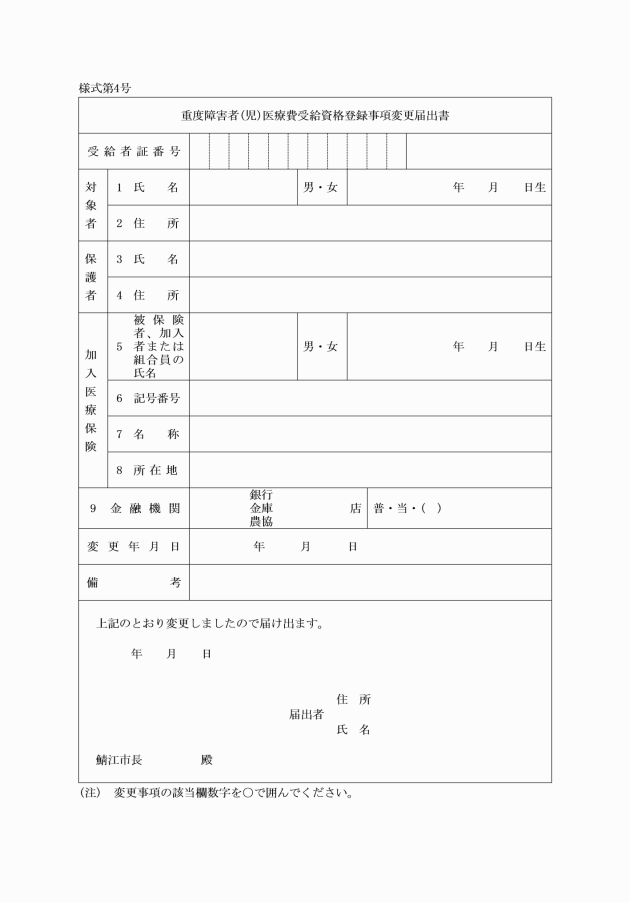 様式第4号
重度障害者(児)医療費受給資格登録事項変更届出書
受給者証番号
対象者
1 氏名 男・女 年 月 日生
2 住所
保護者
3 氏名
4 住所
加入医療保険
5 被保険者、加入者または組合員の氏名 男・女 年 月 日生
6 記号番号
7 名称
8 所在地
9 金融機関 銀行 金庫 農協 店 普・当・( )
変更年月日 年 月 日
備考
上記のとおり変更しましたので届け出ます。
年 月 日
住所
届出者
氏名
鯖江市長 殿
(注) 変更事項の該当欄数字を○で囲んでください。